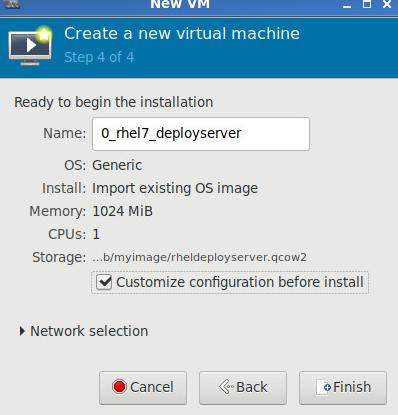 New VM
Create a new virtual machine
Step 4 of 4
Ready to begin the installation
Name: 0_rhel7_deployserver
OS: Generic
Install: Import existing OS image
Memory: 1024 MiB
CPUs: 1
Storage: ...b/myimage/rheldeployserver.qcow2
Customize configuration before install
Network selection
Cancel Back Finish